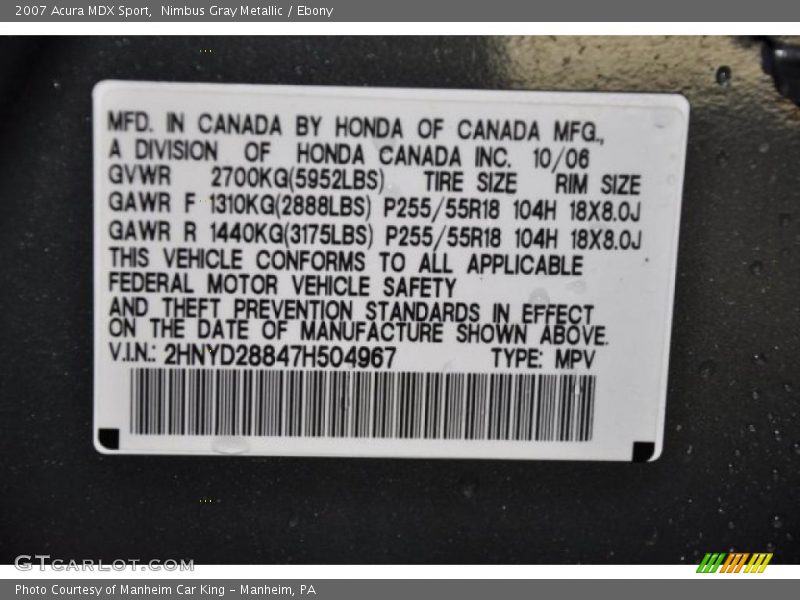 2007 Acura MDX Sport, Nimbus Gray Metallic / Ebony
MFD. IN CANADA BY HONDA OF CANADA MFG.,
A DIVISION OF HONDA CANADA INC. 10/06
GVWR 2700KG(5952LBS) TIRE SIZE RIM SIZE
GAWR F 1310KG(2888LBS) P255/55R18 104H 18X8.0J
GAWR R 1440KG(3175LBS) P255/55R18 104H 18X8.0J
THIS VEHICLE CONFORMS TO ALL APPLICABLE
FEDERAL MOTOR VEHICLE SAFETY
AND THEFT PREVENTION STANDARDS IN EFFECT
ON THE DATE OF MANUFACTURE SHOWN ABOVE.
V.I.N.: 2HNYD28847H504967 TYPE: MPV
GTCARLOT.COM
Photo Courtesy of Manheim Car King - Manheim, PA